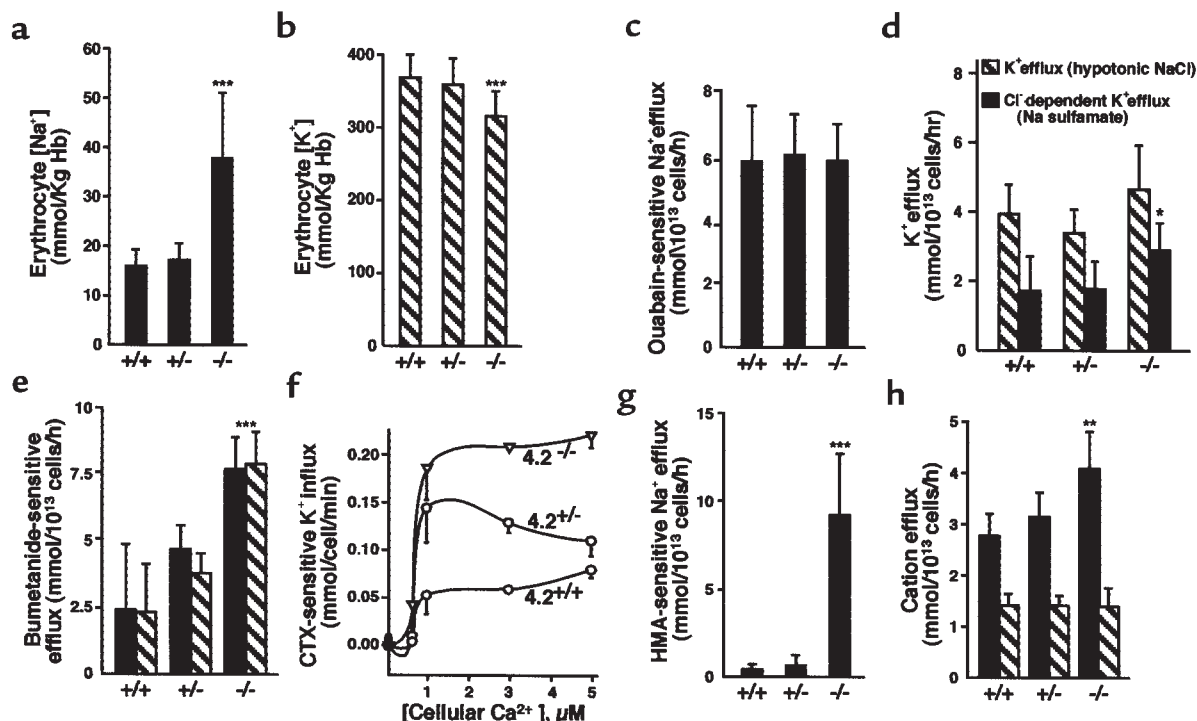 a
Erythrocyte [Na⁺]
(mmol/Kg Hb)
60
50
40
30
20
10
0
***
+/+ +/- -/-
b
Erythrocyte [K⁺]
(mmol/Kg Hb)
400
300
200
100
0
***
+/+ +/- -/-
c
Ouabain-sensitive Na⁺efflux
(mmol\10¹³ cells/h)
8
6
4
2
0
+/+ +/- -/-
d
K⁺efflux (hypotonic NaCl)
Cl⁻dependent K⁺efflux
(Na sulfamate)
K⁺efflux
(mmol/10¹³ cells/hr)
8
6
4
2
0
*
+/+ +/- -/-
e
Bumetanide-sensitive
efflux (mmol/10¹³ cells/h)
10
7.5
5
2.5
0
***
+/+ +/- -/-
f
CTX-sensitive K⁺ influx
(mmol/cell/min)
0.20
0.15
0.10
0.05
0.00
4.2 -/-
4.2+/-
4.2+/+
1 3 5
[Cellular Ca²⁺ ], µM
g
HMA-sensitive Na⁺ efflux
(mmol/10¹³ cells/h)
15
10
5
0
***
+/+ +/- -/-
h
Cation efflux
(mmol/10¹³ cells/h)
5
4
3
2
1
0
**
+/+ +/- -/-